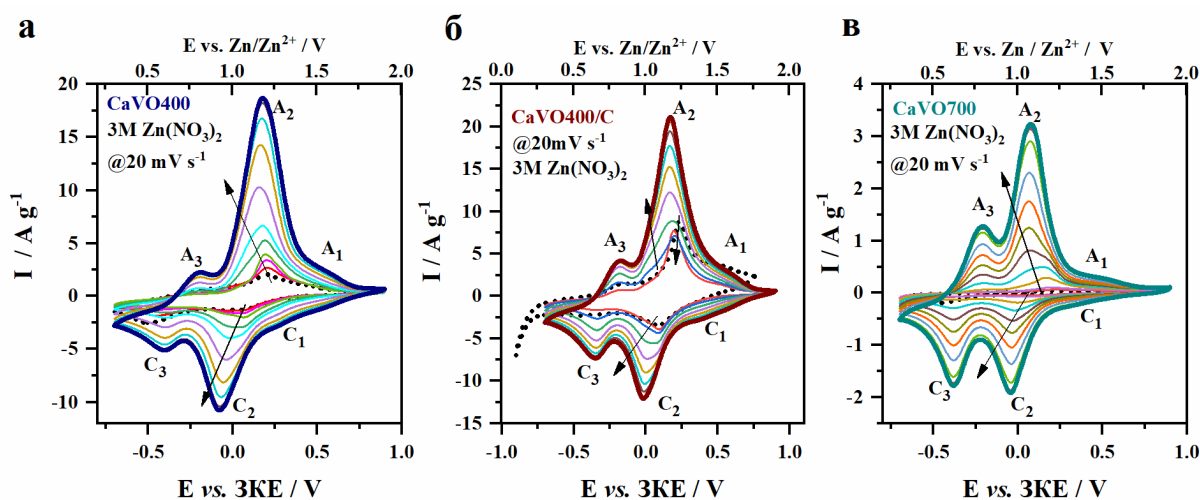 а
E vs. Zn/Zn²⁺ / V
0.5 1.0 1.5 2.0
CaVO400
3M Zn(NO₃)₂
@20 mV s⁻¹
A₂
A₃
A₁
C₁
C₃
C₂
I / A g⁻¹
20
15
10
5
0
-5
-10
-0.5 0.0 0.5 1.0
E vs. ЗКЕ / V
б
E vs. Zn/Zn²⁺ / V
0.0 0.5 1.0 1.5 2.0
CaVO400/C
@20mV s⁻¹
3M Zn(NO₃)₂
A₂
A₃
A₁
C₁
C₃
C₂
I / A g⁻¹
25
20
15
10
5
0
-5
-10
-15
-1.0 -0.5 0.0 0.5 1.0
E vs. ЗКЕ / V
в
E vs. Zn / Zn²⁺ / V
0.5 1.0 1.5 2.0
CaVO700
3M Zn(NO₃)₂
@20 mV s⁻¹
A₂
A₃
A₁
C₁
C₃
C₂
I / A g⁻¹
4
3
2
1
0
-1
-2
-0.5 0.0 0.5 1.0
E vs. ЗКЕ / V